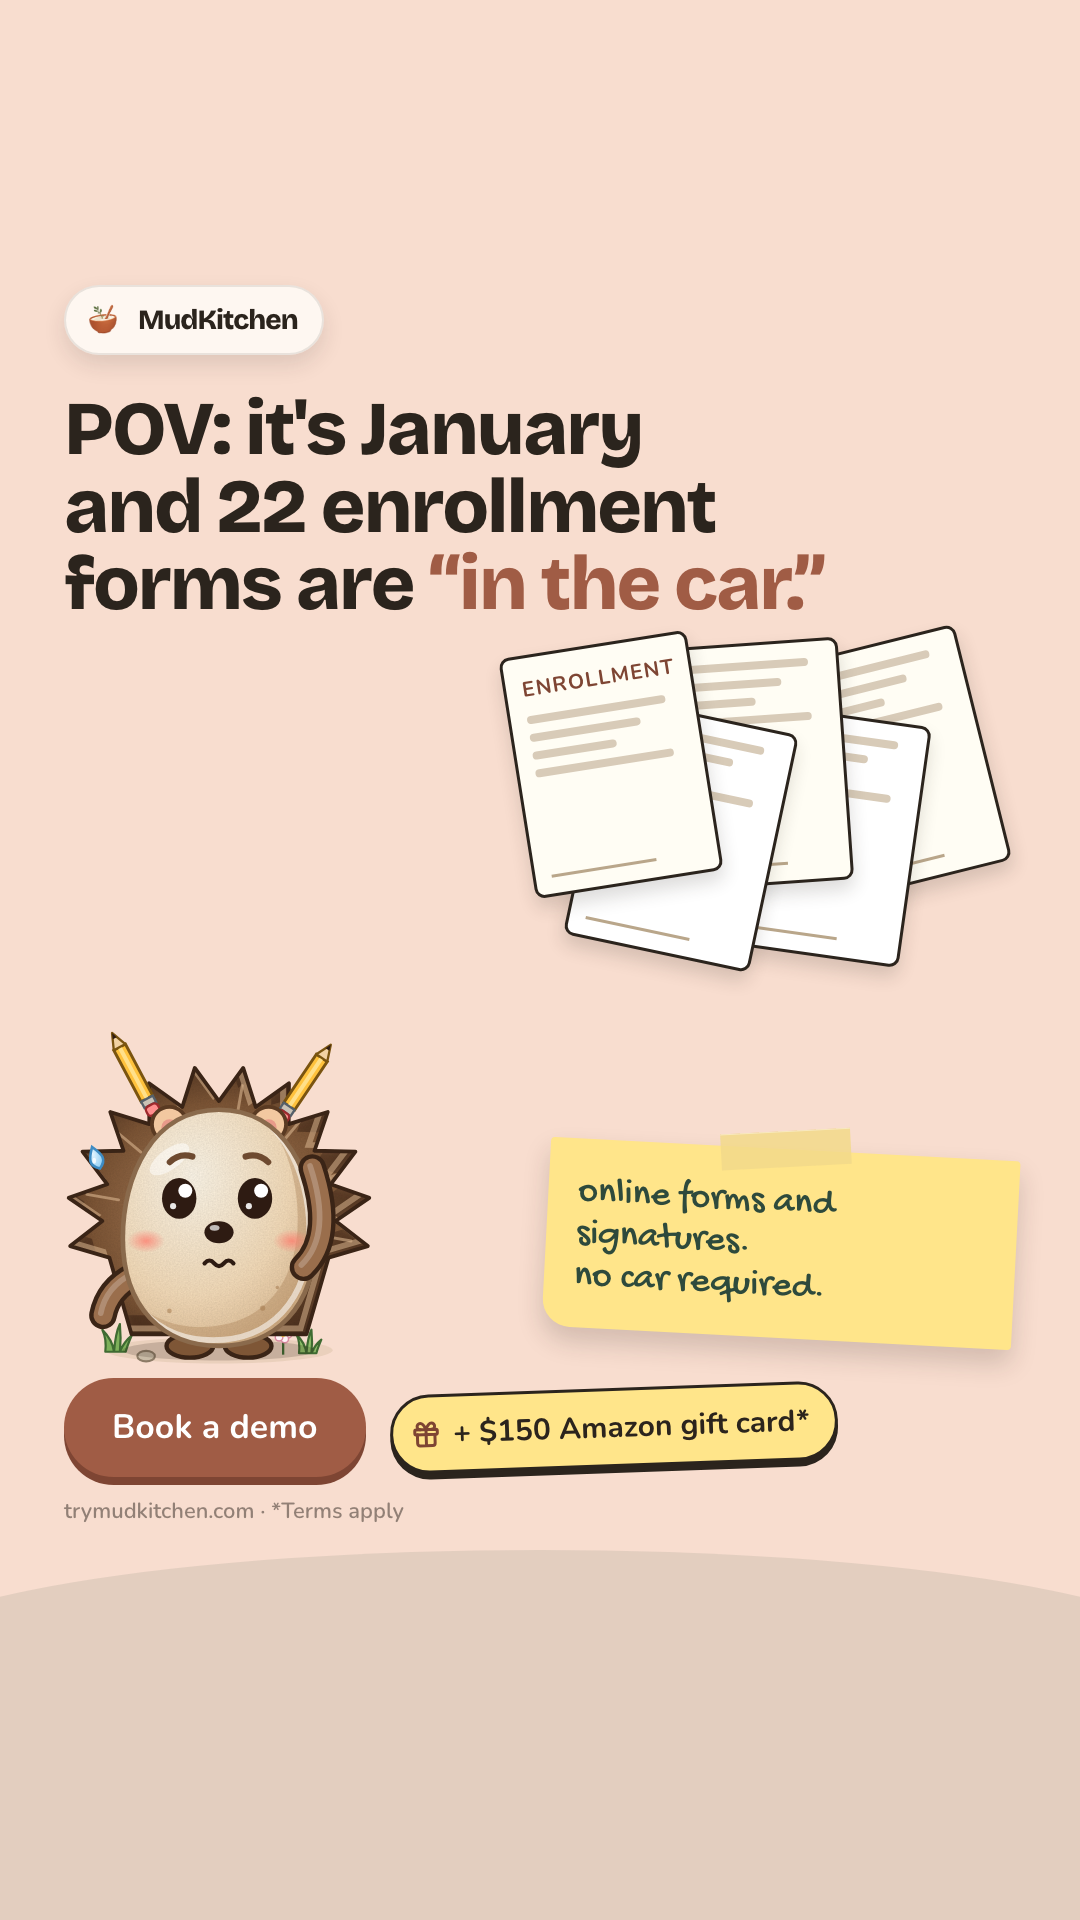 MudKitchen
POV: it's January
and 22 enrollment
forms are “in the car.”
ENROLLMENT
online forms and
signatures.
no car required.
Book a demo
+ $150 Amazon gift card*
trymudkitchen.com · *Terms apply